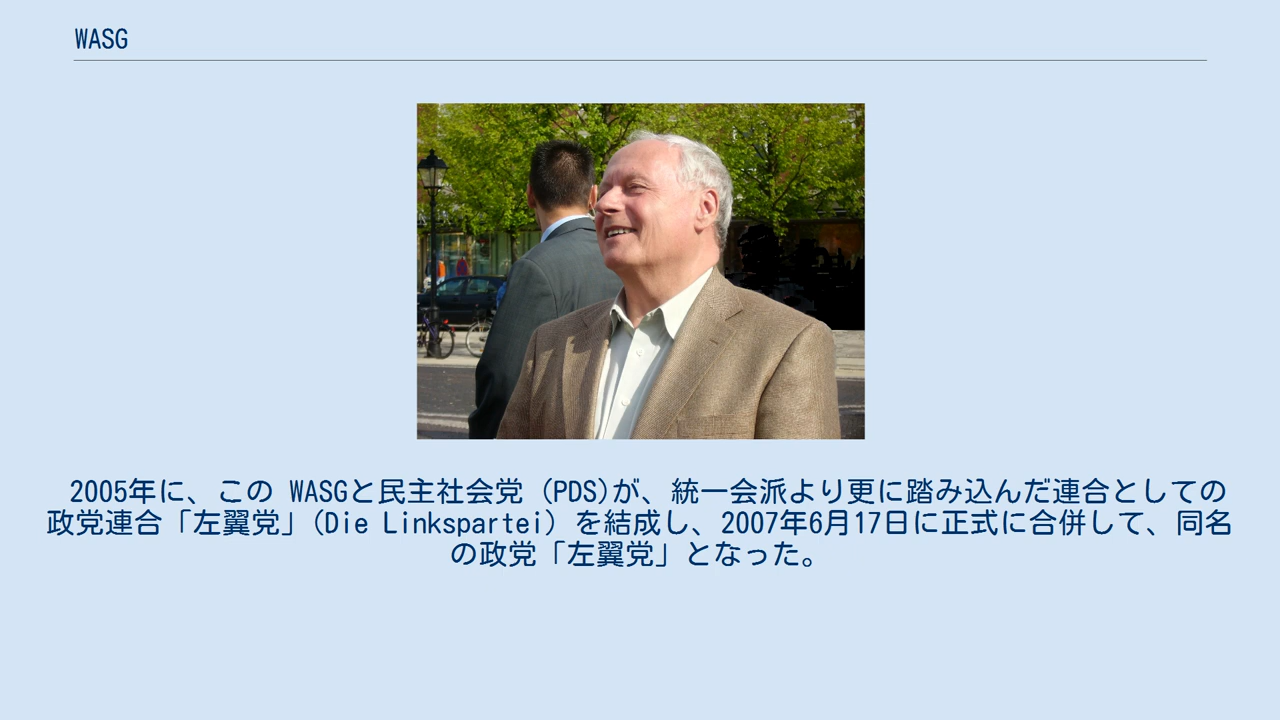 WASG
2005年に、この WASGと民主社会党 (PDS)が、統一会派より更に踏み込んだ連合としての
政党連合「左翼党」(Die Linkspartei) を結成し、2007年6月17日に正式に合併して、同名
の政党「左翼党」となった。